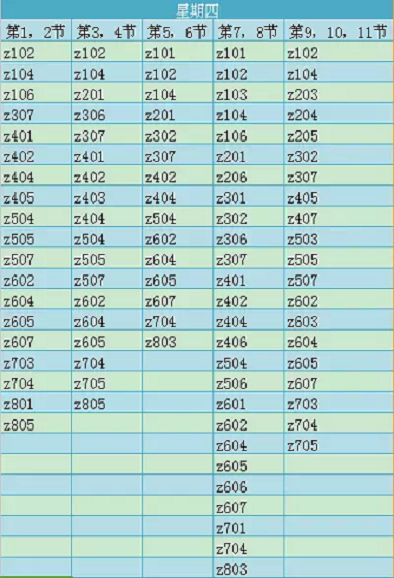 星期四
第1, 2节 第3, 4节 第5, 6节 第7, 8节 第9, 10, 11节
z102 z102 z101 z101 z102
z104 z104 z102 z102 z104
z106 z201 z104 z103 z203
z307 z306 z201 z104 z204
z401 z307 z302 z106 z205
z402 z401 z307 z201 z302
z404 z402 z402 z206 z307
z405 z403 z404 z301 z405
z504 z404 z504 z302 z407
z505 z504 z602 z306 z503
z507 z505 z604 z307 z505
z602 z507 z605 z401 z507
z604 z602 z607 z402 z602
z605 z604 z704 z404 z603
z607 z605 z803 z406 z604
z703 z704 z504 z605
z704 z705 z506 z607
z801 z805 z601 z703
z805 z602 z704
z604 z705
z605
z606
z607
z701
z704
z803